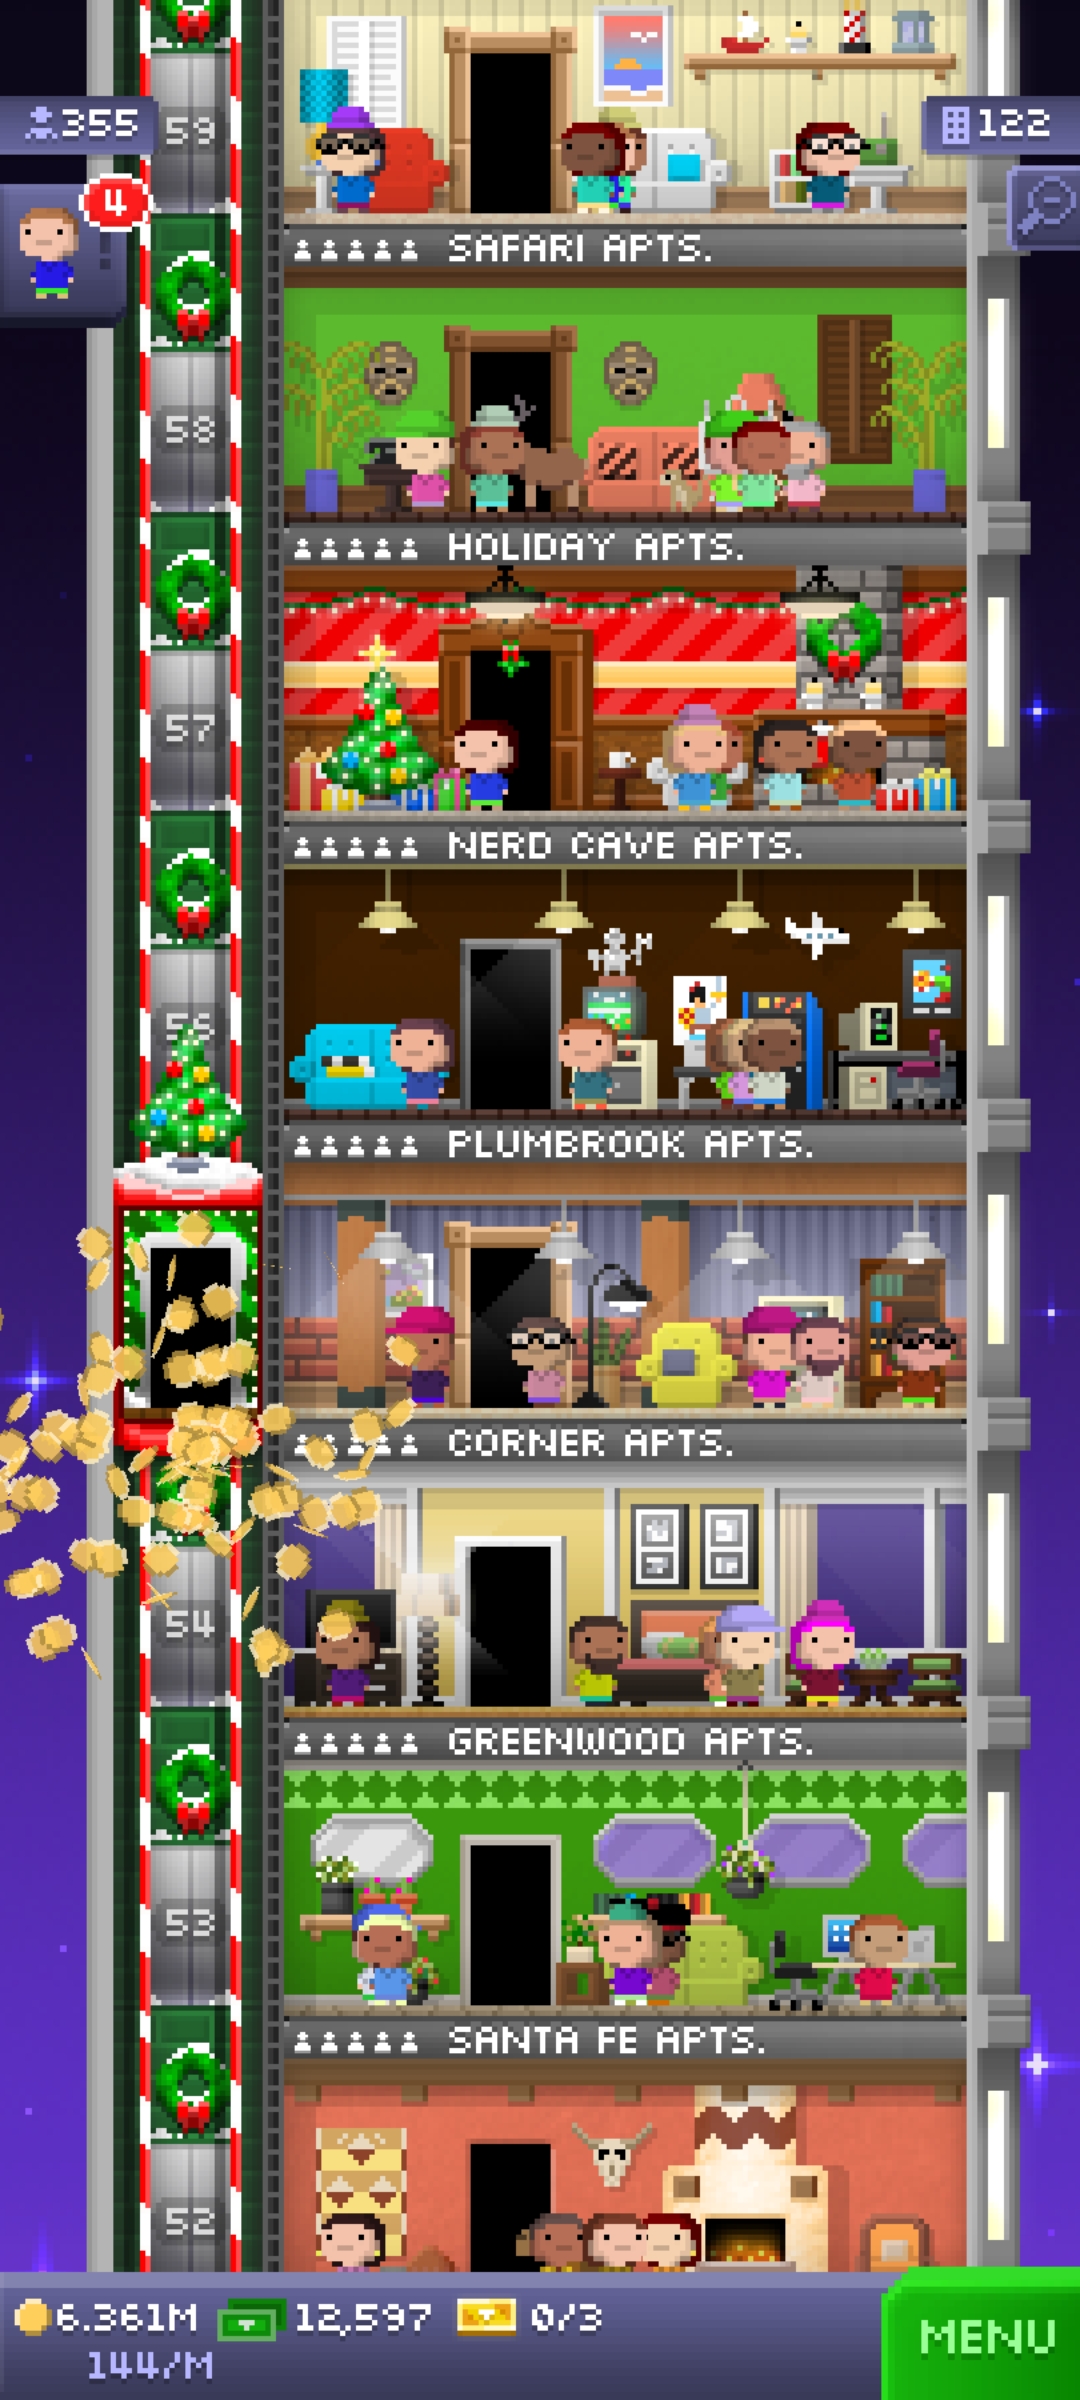 59
355
122
4
SAFARI APTS.
58
HOLIDAY APTS.
57
NERD CAVE APTS.
56
PLUMBROOK APTS.
CORNER APTS.
54
GREENWOOD APTS.
53
SANTA FE APTS.
52
6.361M 12,597 0/3
144/M
MENU